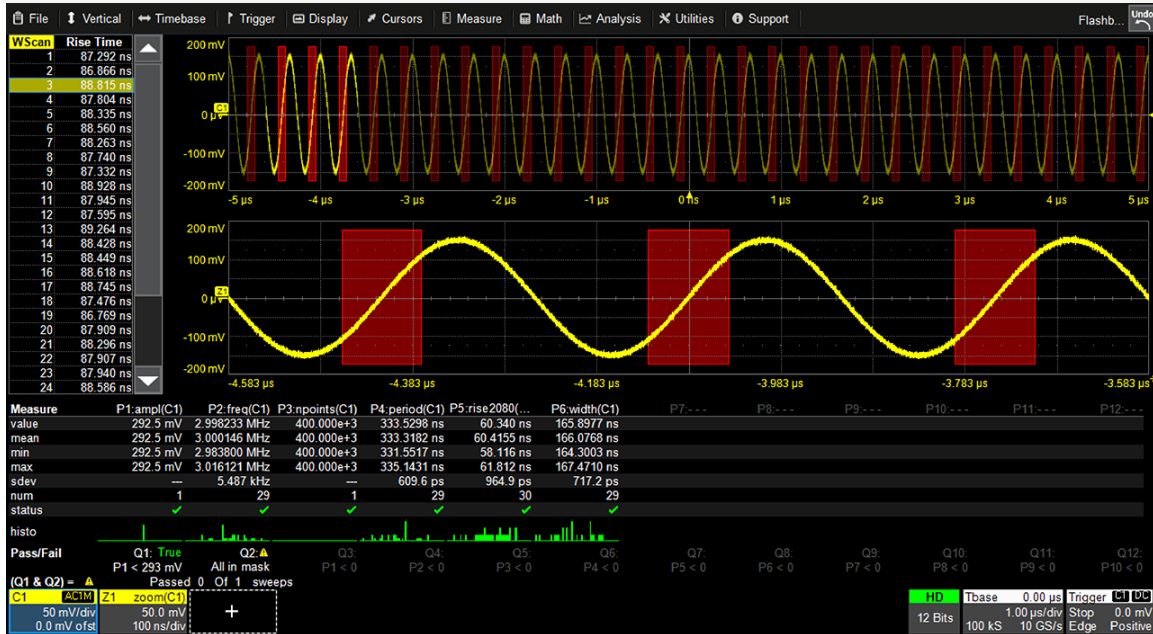 File Vertical Timebase Trigger Display Cursors Measure Math Analysis Utilities Support Flashb... Undo
WScan Rise Time
1 87.292 ns
2 86.866 ns
3 88.815 ns
4 87.804 ns
5 88.335 ns
6 88.560 ns
7 88.263 ns
8 87.740 ns
9 87.332 ns
10 88.928 ns
11 87.945 ns
12 87.595 ns
13 89.264 ns
14 88.428 ns
15 88.449 ns
16 88.618 ns
17 88.745 ns
18 87.476 ns
19 86.769 ns
20 87.909 ns
21 88.296 ns
22 87.907 ns
23 87.940 ns
24 88.586 ns
200 mV
100 mV
C1
0 µV
-100 mV
-200 mV
-5 µs -4 µs -3 µs -2 µs -1 µs 0 ns 1 µs 2 µs 3 µs 4 µs 5 µs
200 mV
100 mV
Z1
0 µV
-100 mV
-200 mV
-4.583 µs -4.383 µs -4.183 µs -3.983 µs -3.783 µs -3.583 µs
Measure P1:ampl(C1) P2:freq(C1) P3:npoints(C1) P4:period(C1) P5:rise2080(... P6:width(C1) P7:- - - P8:- - - P9:- - - P10:- - - P11:- - - P12:- - -
value 292.5 mV 2.998233 MHz 400.000e+3 333.5298 ns 60.340 ns 165.8977 ns
mean 292.5 mV 3.000146 MHz 400.000e+3 333.3182 ns 60.4155 ns 166.0768 ns
min 292.5 mV 2.983800 MHz 400.000e+3 331.5517 ns 58.116 ns 164.3003 ns
max 292.5 mV 3.016121 MHz 400.000e+3 335.1431 ns 61.812 ns 167.4710 ns
sdev --- 5.487 kHz --- 609.6 ps 964.9 ps 717.2 ps
num 1 29 1 29 30 29
status
histo
Pass/Fail Q1: True Q2: Q3: Q4: Q5: Q6: Q7: Q8: Q9: Q10: Q11: Q12:
P1 < 293 mV All in mask P1 < 0 P2 < 0 P3 < 0 P4 < 0 P5 < 0 P6 < 0 P7 < 0 P8 < 0 P9 < 0 P10 < 0
(Q1 & Q2) = Passed 0 Of 1 sweeps
C1 AC1M Z1 zoom(C1) HD Tbase 0.00 µs Trigger C1 DC
50 mV/div 50.0 mV + 12 Bits 1.00 µs/div Stop 0.0 mV
0.0 mV ofst 100 ns/div 100 kS 10 GS/s Edge Positive